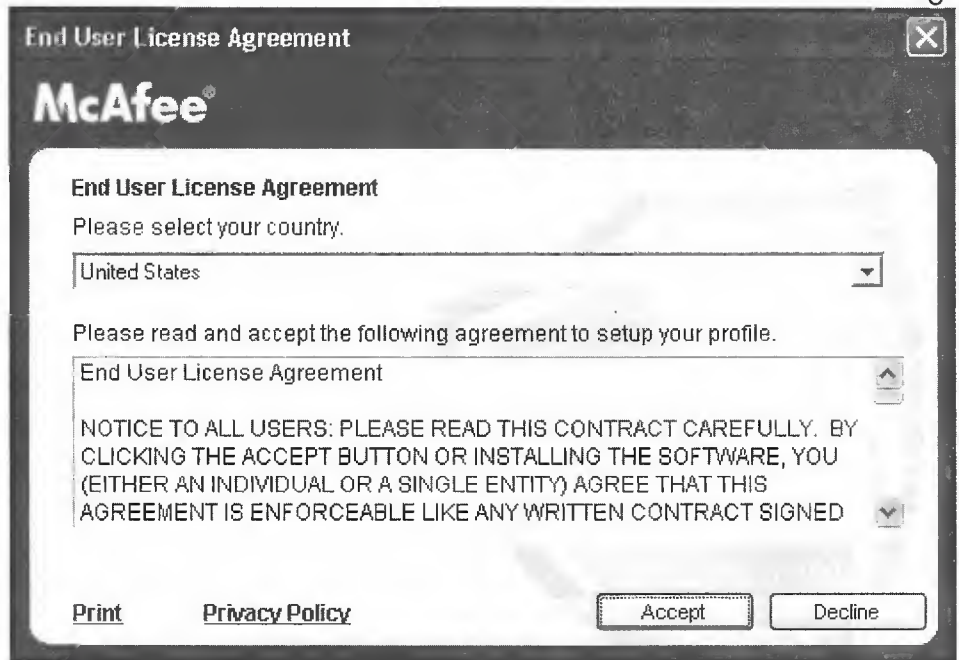 End User License Agreement
McAfee®
End User License Agreement
Please select your country.
United States
Please read and accept the following agreement to setup your profile.
End User License Agreement
NOTICE TO ALL USERS: PLEASE READ THIS CONTRACT CAREFULLY. BY
CLICKING THE ACCEPT BUTTON OR INSTALLING THE SOFTWARE, YOU
(EITHER AN INDIVIDUAL OR A SINGLE ENTITY) AGREE THAT THIS
AGREEMENT IS ENFORCEABLE LIKE ANY WRITTEN CONTRACT SIGNED
Print Privacy Policy Accept Decline